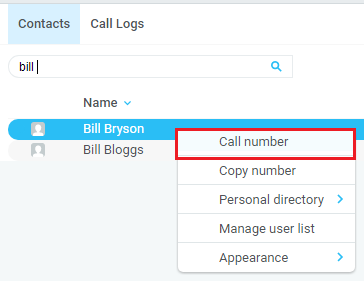 Contacts Call Logs
bill
Name
Bill Bryson
Bill Bloggs
Call number
Copy number
Personal directory
Manage user list
Appearance